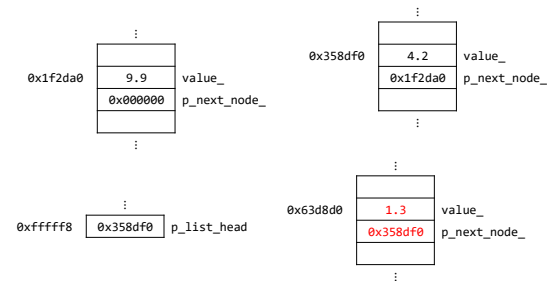 ⋮
0x1f2da0 9.9 value_
0x000000 p_next_node_
⋮
⋮
0x358df0 4.2 value_
0x1f2da0 p_next_node_
⋮
⋮
0xfffff8 0x358df0 p_list_head
⋮
0x63d8d0 1.3 value_
0x358df0 p_next_node_
⋮